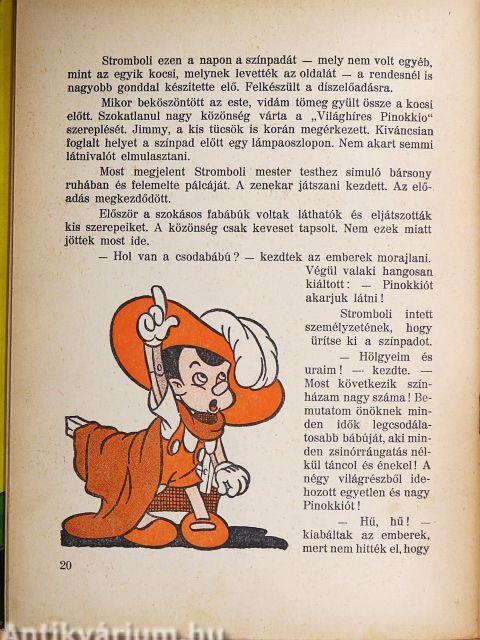 Stromboli ezen a napon a színpadát — mely nem volt egyéb,
mint az egyik kocsi, melynek levették az oldalát — a rendesnél is
nagyobb gonddal készítette elő. Felkészült a díszelőadásra.
Mikor beköszöntött az este, vidám tömeg gyült össze a kocsi
előtt. Szokatlanul nagy közönség várta a „Világhíres Pinokkio"
szereplését. Jimmy, a kis tücsök is korán megérkezett. Kiváncsian
foglalt helyet a színpad előtt egy lámpaoszlopon. Nem akart semmi
látnivalót elmulasztani.
Most megjelent Stromboli mester testhez simuló bársony
ruhában és felemelte pálcáját. A zenekar játszani kezdett. Az elő-
adás megkezdődött.
Először a szokásos fabábúk voltak láthatók és eljátszották
kis szerepeiket. A közönség csak keveset tapsolt. Nem ezek miatt
jöttek most ide.
— Hol van a csodabábú? — kezdtek az emberek morajlani.
Végül valaki hangosan
kiáltott: — Pinokkiót
akarjuk látni!
Stromboli intett
személyzetének, hogy
ürítse ki a színpadot.
— Hölgyeim és
uraim! — kezdte. —
Most következik szín-
házam nagy száma! Be-
mutatom önöknek min-
den idők legcsodála-
tosabb bábúját, aki min-
den zsinórrángatás nél-
kül táncol és énekel! A
négy világrészből ide-
hozott egyetlen és nagy
Pinokkiót!
— Hű, hű! —
kiabáltak az emberek,
mert nem hitték el, hogy
20
Antikvárium.hu